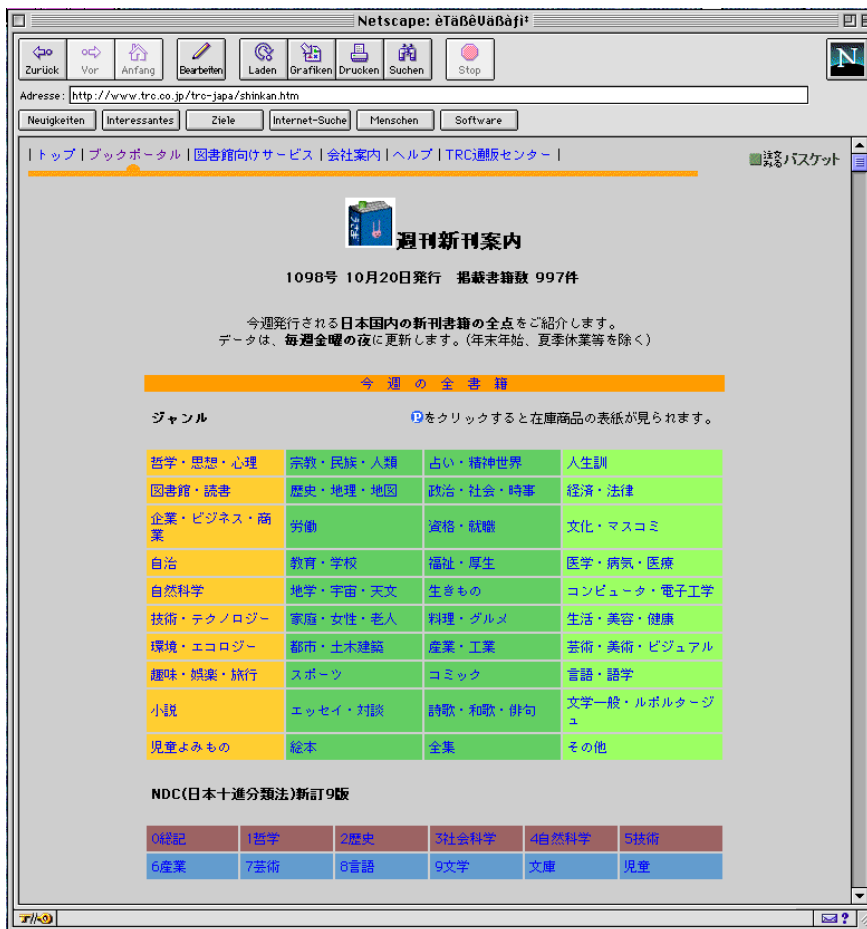 Netscape: èTäßêVäßàfi‡
Zurück Vor Anfang Bearbeiten Laden Grafiken Drucken Suchen Stop
N
Adresse: http://www.trc.co.jp/trc-japa/shinkan.htm
Neuigkeiten Interessantes Ziele Internet-Suche Menschen Software
|トップ|ブックポータル|図書館向けサービス|会社案内|ヘルプ|TRC通販センター|
バスケット
週刊新刊案内
1098号 10月20日発行 掲載書籍数 997件
今週発行される日本国内の新刊書籍の全点をご紹介します。
データは、毎週金曜の夜に更新します。(年末年始、夏季休業等を除く)
今 週 の 全 書 籍
ジャンル Pをクリックすると在庫商品の表紙が見られます。
哲学・思想・心理 宗教・民族・人類 占い・精神世界 人生訓
図書館・読書 歴史・地理・地図 政治・社会・時事 経済・法律
企業・ビジネス・商業 労働 資格・就職 文化・マスコミ
自治 教育・学校 福祉・厚生 医学・病気・医療
自然科学 地学・宇宙・天文 生きもの コンピュータ・電子工学
技術・テクノロジー 家庭・女性・老人 料理・グルメ 生活・美容・健康
環境・エコロジー 都市・土木建築 産業・工業 芸術・美術・ビジュアル
趣味・娯楽・旅行 スポーツ コミック 言語・語学
小説 エッセイ・対談 詩歌・和歌・俳句 文学一般・ルポルタージュ
児童よみもの 絵本 全集 その他
NDC(日本十進分類法)新訂9版
0総記 1哲学 2歴史 3社会科学 4自然科学 5技術
6産業 7芸術 8言語 9文学 文庫 児童